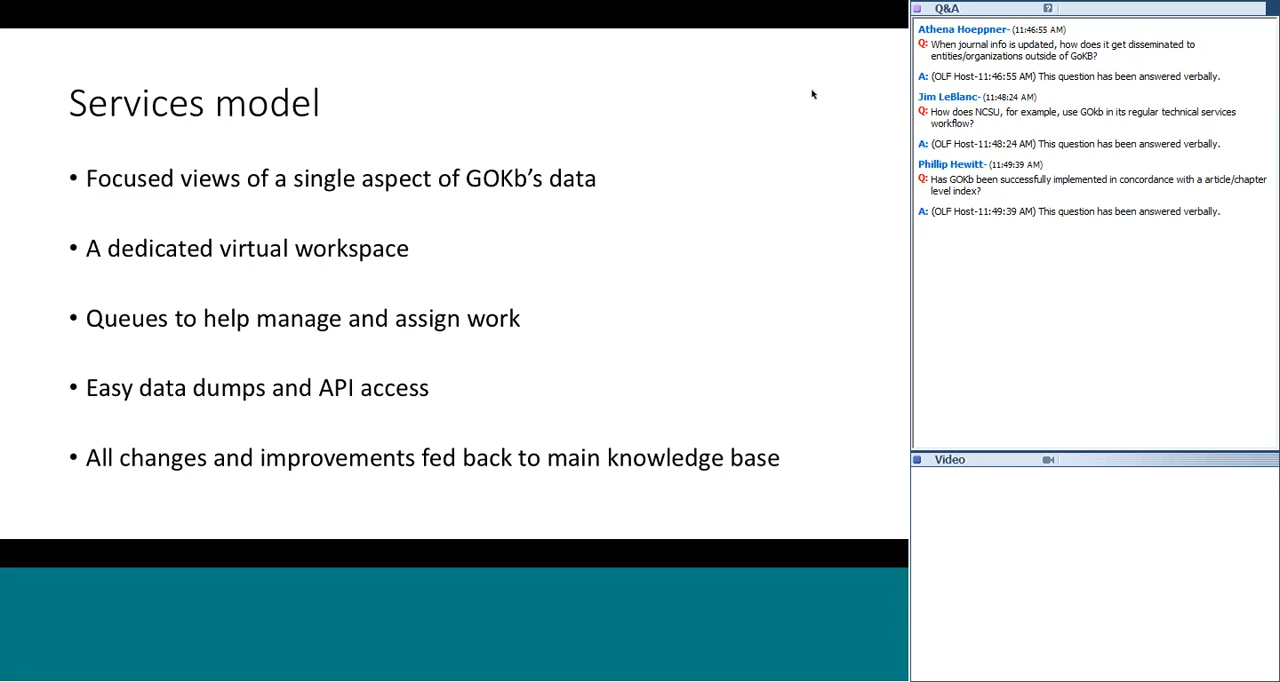 Services model
• Focused views of a single aspect of GOKb's data
• A dedicated virtual workspace
• Queues to help manage and assign work
• Easy data dumps and API access
• All changes and improvements fed back to main knowledge base
Q&A
Athena Hoeppner- (11:46:55 AM)
Q: When journal info is updated, how does it get disseminated to
entities/organizations outside of GoKB?
A: (OLF Host-11:46:55 AM) This question has been answered verbally.
Jim LeBlanc- (11:48:24 AM)
Q: How does NCSU, for example, use GOkb in its regular technical services
workflow?
A: (OLF Host-11:48:24 AM) This question has been answered verbally.
Phillip Hewitt- (11:49:39 AM)
Q: Has GOKb been successfully implemented in concordance with a article/chapter
level index?
A: (OLF Host-11:49:39 AM) This question has been answered verbally.
Video